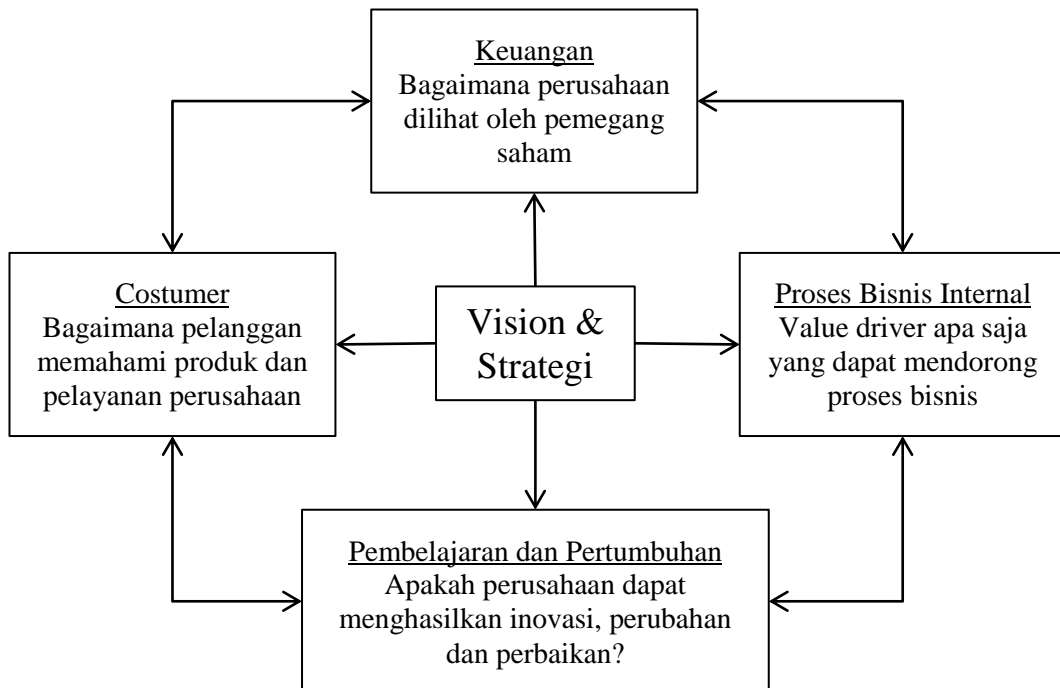 Keuangan
Bagaimana perusahaan
dilihat oleh pemegang
saham
Costumer
Bagaimana pelanggan
memahami produk dan
pelayanan perusahaan
Vision &
Strategi
Proses Bisnis Internal
Value driver apa saja
yang dapat mendorong
proses bisnis
Pembelajaran dan Pertumbuhan
Apakah perusahaan dapat
menghasilkan inovasi, perubahan
dan perbaikan?